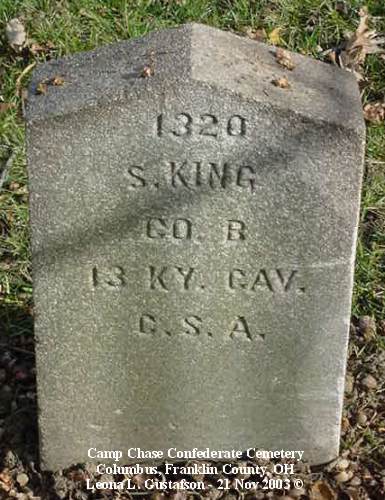 1320
S. KING
CO. B
13 KY. CAV.
C. S. A.
Camp Chase Confederate Cemetery
Columbus, Franklin County, OH
Leona L. Gustafson - 21 Nov 2003 ©